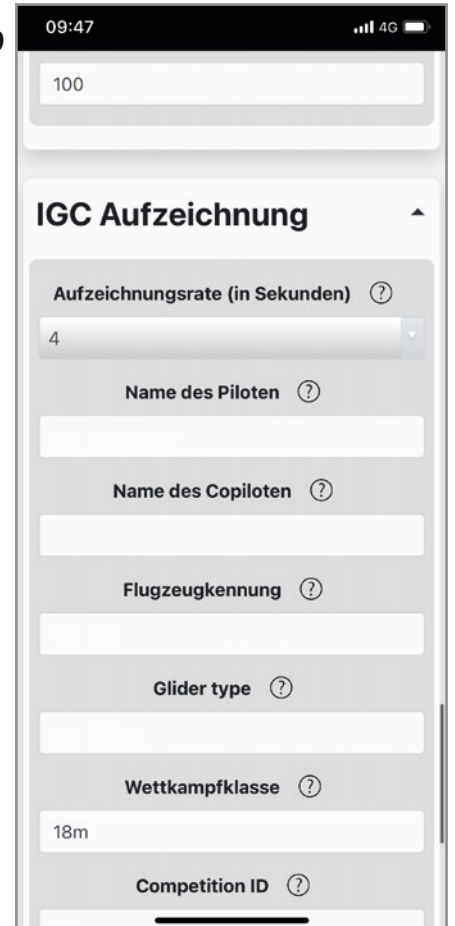 09:47
4G
100
IGC Aufzeichnung
Aufzeichnungsrate (in Sekunden) ?
4
Name des Piloten ?
Name des Copiloten ?
Flugzeugkennung ?
Glider type ?
Wettkampfklasse ?
18m
Competition ID ?